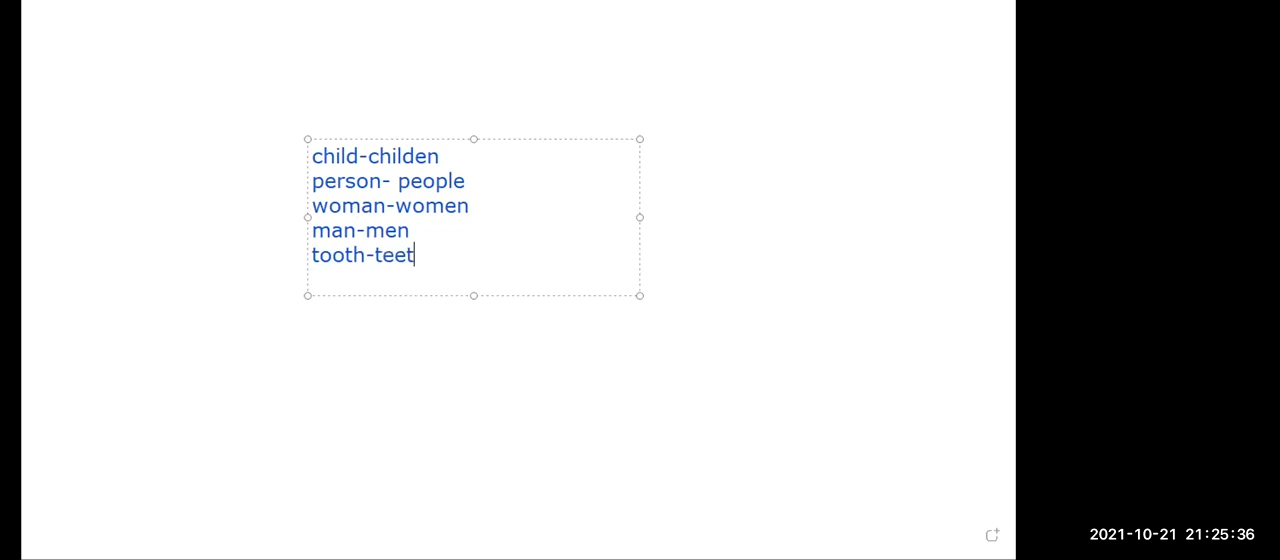 child-childen
person- people
woman-women
man-men
tooth-teet
2021-10-21 21:25:36